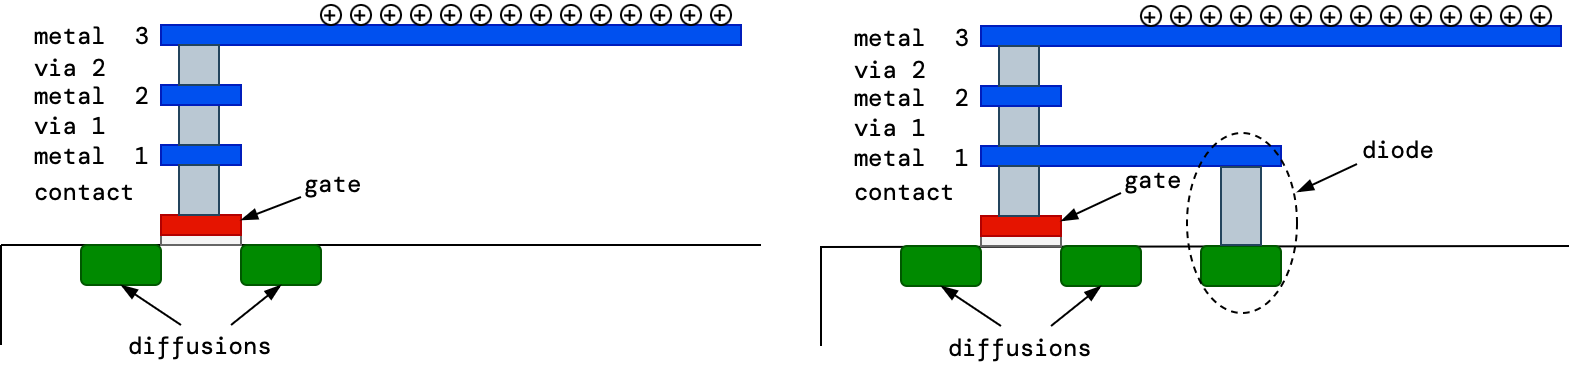 metal 3
via 2
metal 2
via 1
metal 1
contact
gate
diffusions
metal 3
via 2
metal 2
via 1
metal 1
contact
gate
diode
diffusions